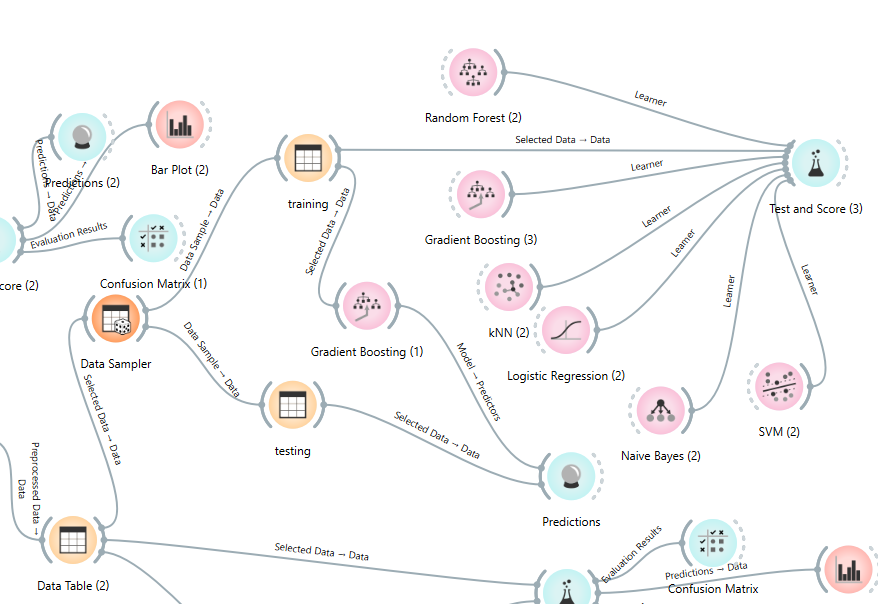 Random Forest (2)
Learner
Selected Data → Data
Predictions (2)
Bar Plot (2)
Predictions → Data
Predictions →
training
Learner
Test and Score (3)
Evaluation Results
Data Sample → Data
Selected Data → Data
Gradient Boosting (3)
Learner
Learner
Learner
Learner
core (2)
Confusion Matrix (1)
kNN (2)
Data Sampler
Gradient Boosting (1)
Logistic Regression (2)
Data Sample → Data
Model → Predictors
Selected Data → Data
SVM (2)
testing
Selected Data → Data
Naive Bayes (2)
Preprocessed Data →
Data
Predictions
Data Table (2)
Selected Data → Data
Evaluation Results
Predictions → Data
Confusion Matrix